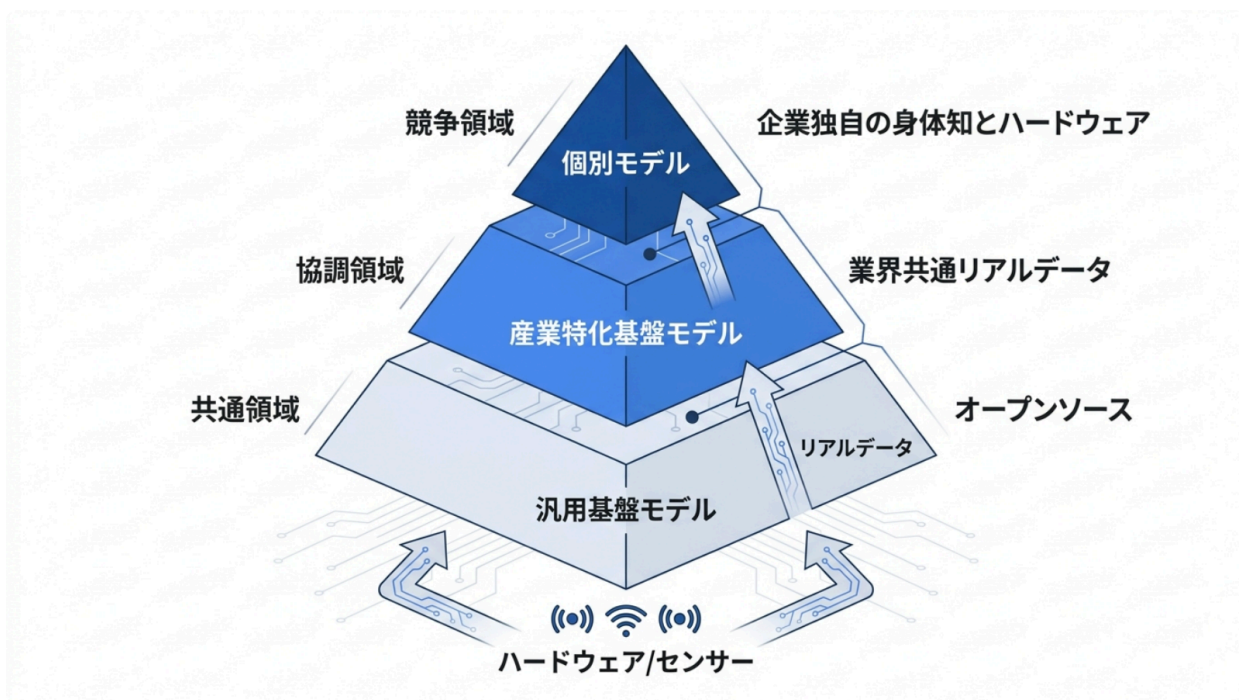 競争領域
個別モデル
企業独自の身体知とハードウェア
協調領域
産業特化基盤モデル
業界共通リアルデータ
共通領域
オープンソース
リアルデータ
汎用基盤モデル
ハードウェア/センサー